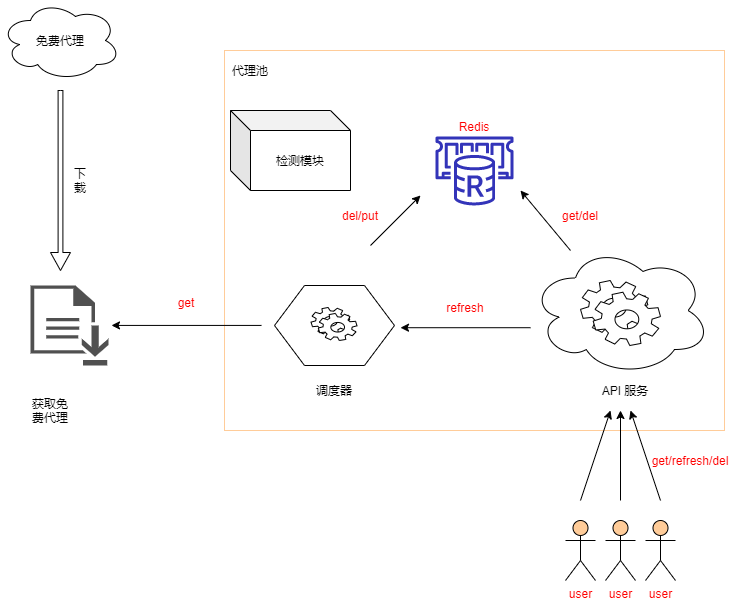 免费代理
代理池
Redis
检测模块
下
载
del/put
get/del
get
refresh
调度器
API 服务
获取免
费代理
get/refresh/del
user
user
user